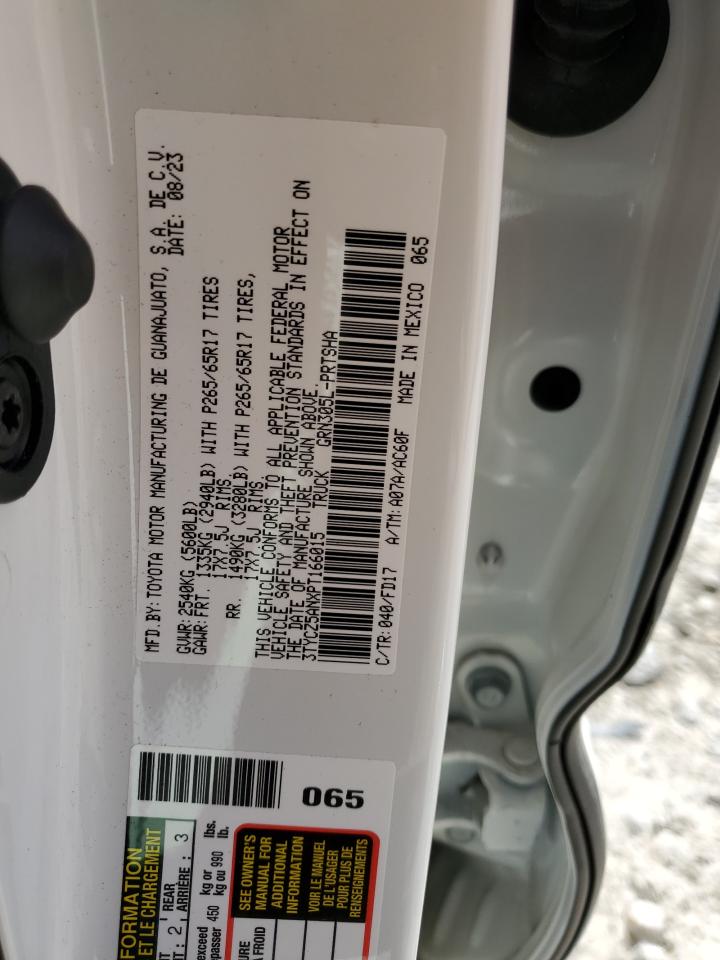 MFD.BY:TOYOTA MOTOR MANUFACTURING DE GUANAJUATO, S.A. DE C.V.
DATE: 08/23
GVWR:2540KG (5600LB)
GAWR:FRT. 1335KG (2940LB) WITH P265/65R17 TIRES
17X7.5J RIMS,
RR. 1490KG (3280LB) WITH P265/65R17 TIRES,
17X7.5J RIMS.
THIS VEHICLE CONFORMS TO ALL APPLICABLE FEDERAL MOTOR
VEHICLE SAFETY AND THEFT PREVENTION STANDARDS IN EFFECT ON
THE DATE OF MANUFACTURE SHOWN ABOVE.
3TYCZ5ANXPT166015 TRUCK GRN305L-PRTSHA
C/TR:040/FD17 A/TM:A07A/AC60F MADE IN MEXICO 065
065
FORMATION
ET LE CHARGEMENT
: 2 REAR
ARRIÈRE : 3
exceed
450 kg or
kg ou 990 lbs.
lb.
SEE OWNER'S
MANUAL FOR
ADDITIONAL
INFORMATION
VOIR LE MANUEL
DE L'USAGER
POUR PLUS DE
RENSEIGNEMENTS
FROID